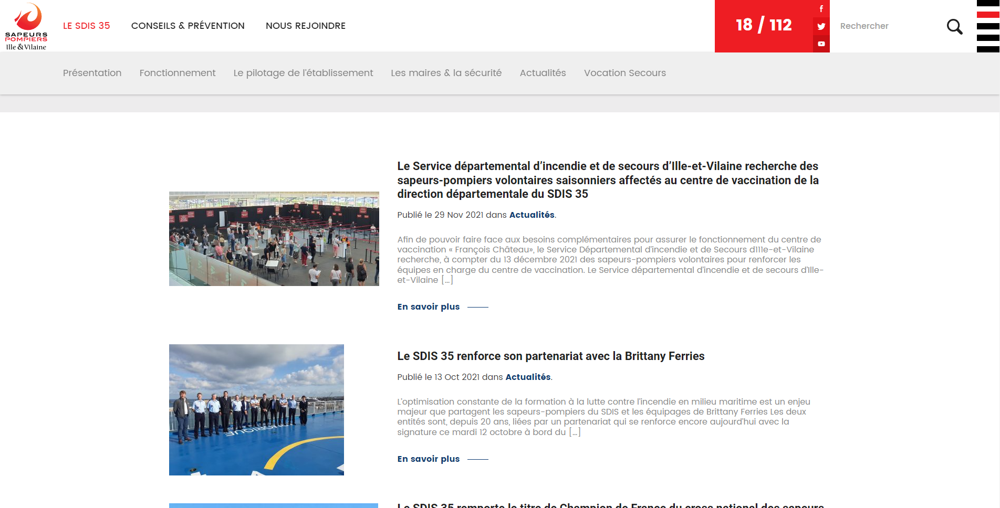 SAPEURS
POMPIERS
Ille & Vilaine
LE SDIS 35
CONSEILS & PRÉVENTION
NOUS REJOINDRE
18 / 112
Rechercher
Présentation
Fonctionnement
Le pilotage de l'établissement
Les maires & la sécurité
Actualités
Vocation Secours
Le Service départemental d’incendie et de secours d’Ille-et-Vilaine recherche des
sapeurs-pompiers volontaires saisonniers affectés au centre de vaccination de la
direction départementale du SDIS 35
Publié le 29 Nov 2021 dans Actualités.
Afin de pouvoir faire face aux besoins complémentaires pour assurer le fonctionnement du centre de
vaccination « François Château», le Service Départemental d’incendie et de Secours d111e-et-Vilaine
recherche, à compter du 13 décembre 2021 des sapeurs-pompiers volontaires pour renforcer les
équipes en charge du centre de vaccination. Le Service départemental d’incendie et de secours d’Ille-
et-Vilaine […]
En savoir plus
Le SDIS 35 renforce son partenariat avec la Brittany Ferries
Publié le 13 Oct 2021 dans Actualités.
L’optimisation constante de la formation à la lutte contre l’incendie en milieu maritime est un enjeu
majeur que partagent les sapeurs-pompiers du SDIS et les équipages de Brittany Ferries Les deux
entités sont, depuis 20 ans, liées par un partenariat qui se renforce encore aujourd’hui avec la
signature ce mardi 12 octobre à bord du […]
En savoir plus
Le SDIS 35 remporte le titre de Champion de France du cross national des sapeurs